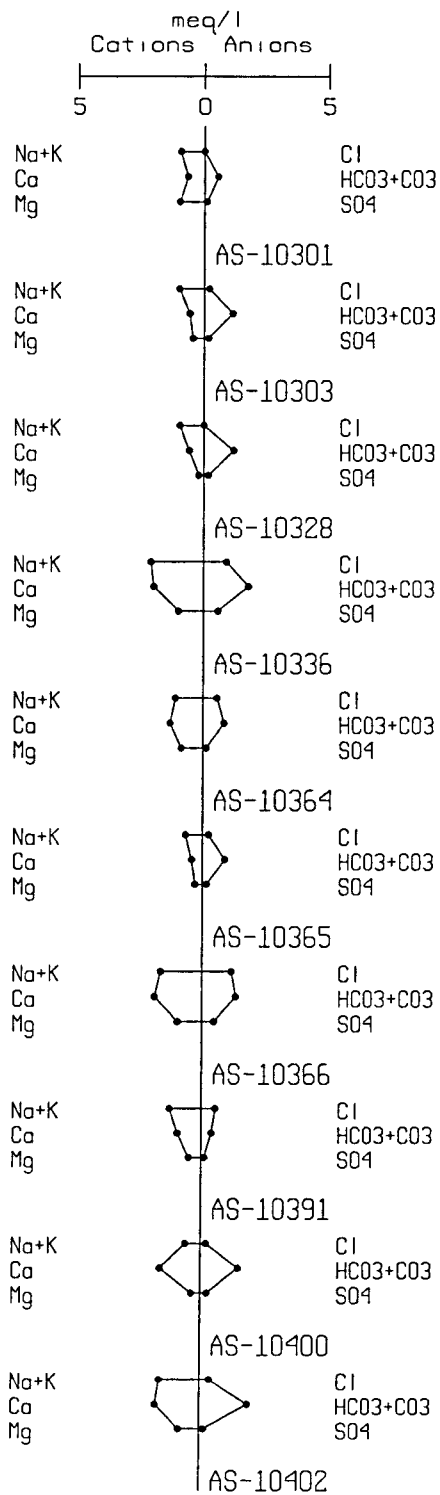 meq/l
Cations Anions
5 0 5
Na+K Cl
Ca HCO3+CO3
Mg SO4
AS-10301
Na+K Cl
Ca HCO3+CO3
Mg SO4
AS-10303
Na+K Cl
Ca HCO3+CO3
Mg SO4
AS-10328
Na+K Cl
Ca HCO3+CO3
Mg SO4
AS-10336
Na+K Cl
Ca HCO3+CO3
Mg SO4
AS-10364
Na+K Cl
Ca HCO3+CO3
Mg SO4
AS-10365
Na+K Cl
Ca HCO3+CO3
Mg SO4
AS-10366
Na+K Cl
Ca HCO3+CO3
Mg SO4
AS-10391
Na+K Cl
Ca HCO3+CO3
Mg SO4
AS-10400
Na+K Cl
Ca HCO3+CO3
Mg SO4
AS-10402